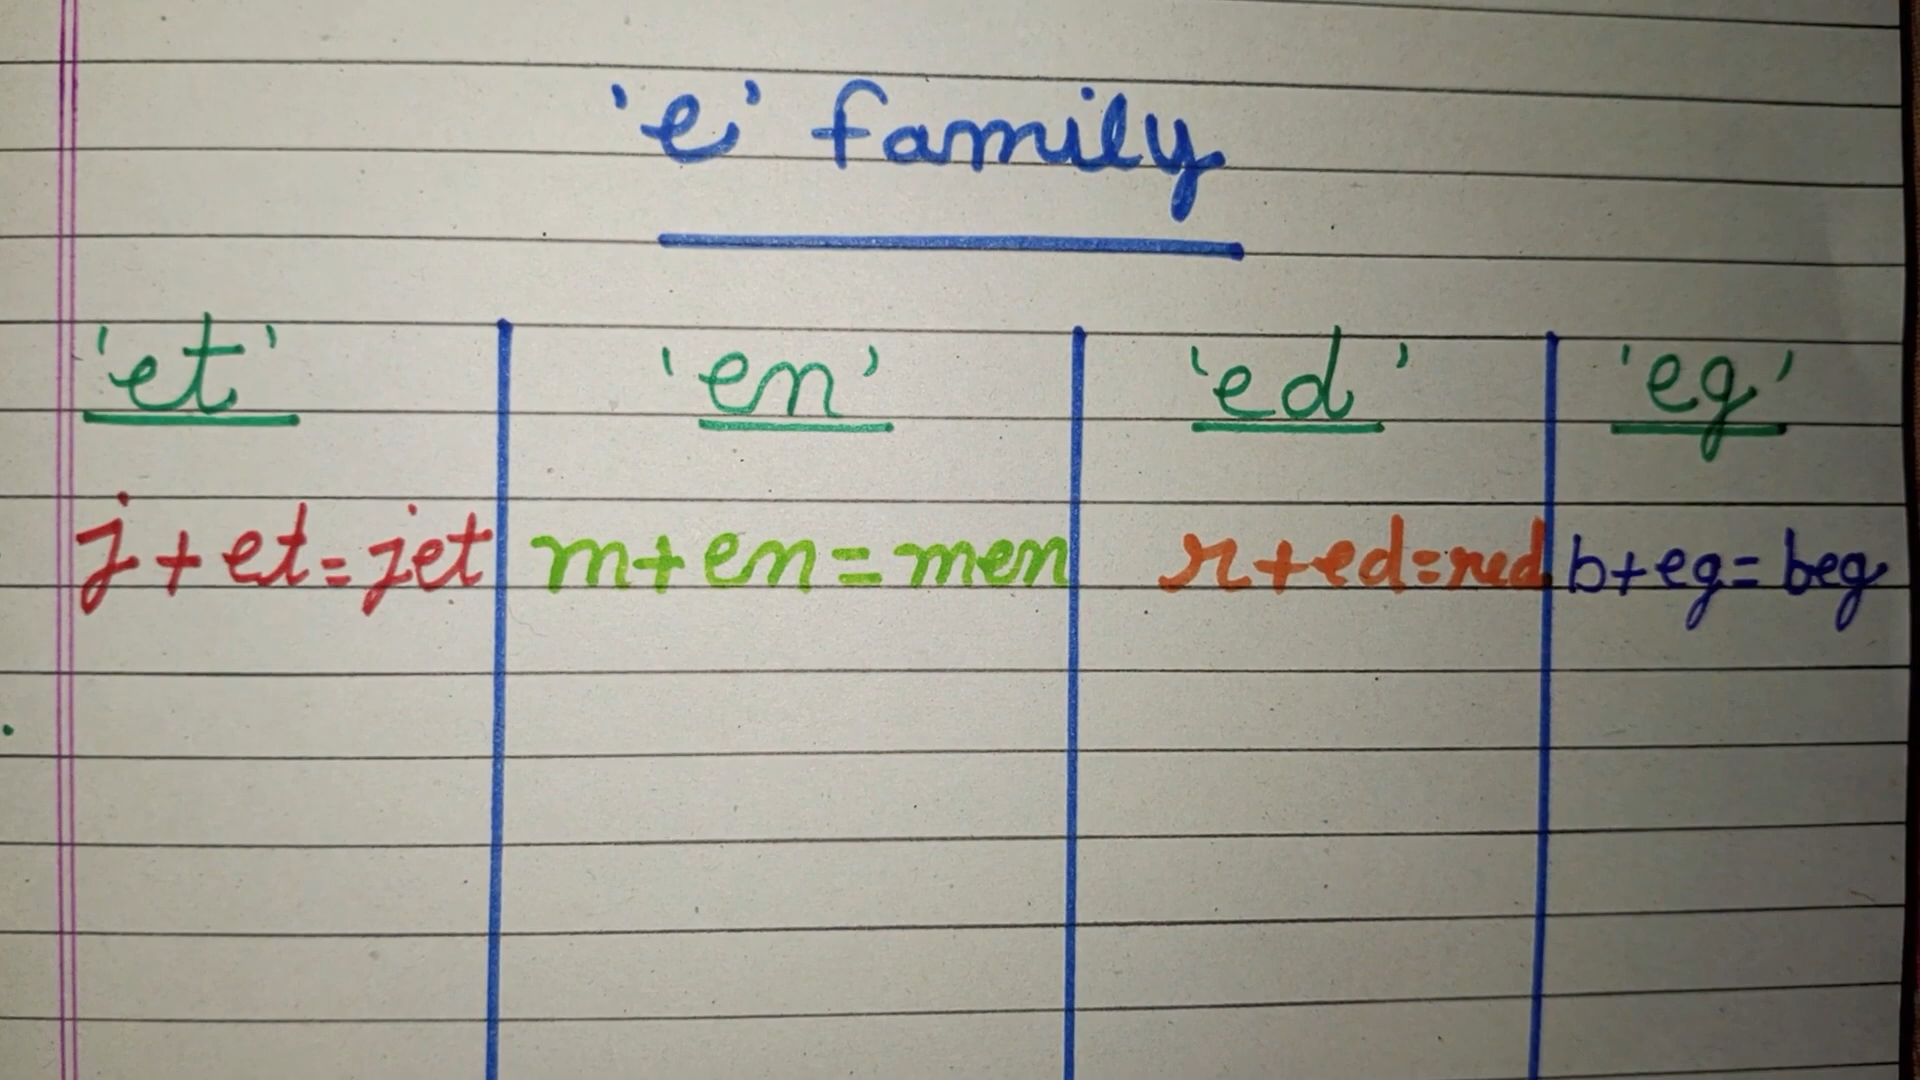 'e' family
'et' 'en' 'ed' 'eg'
j+et=jet m+en=men r+ed=red b+eg=beg